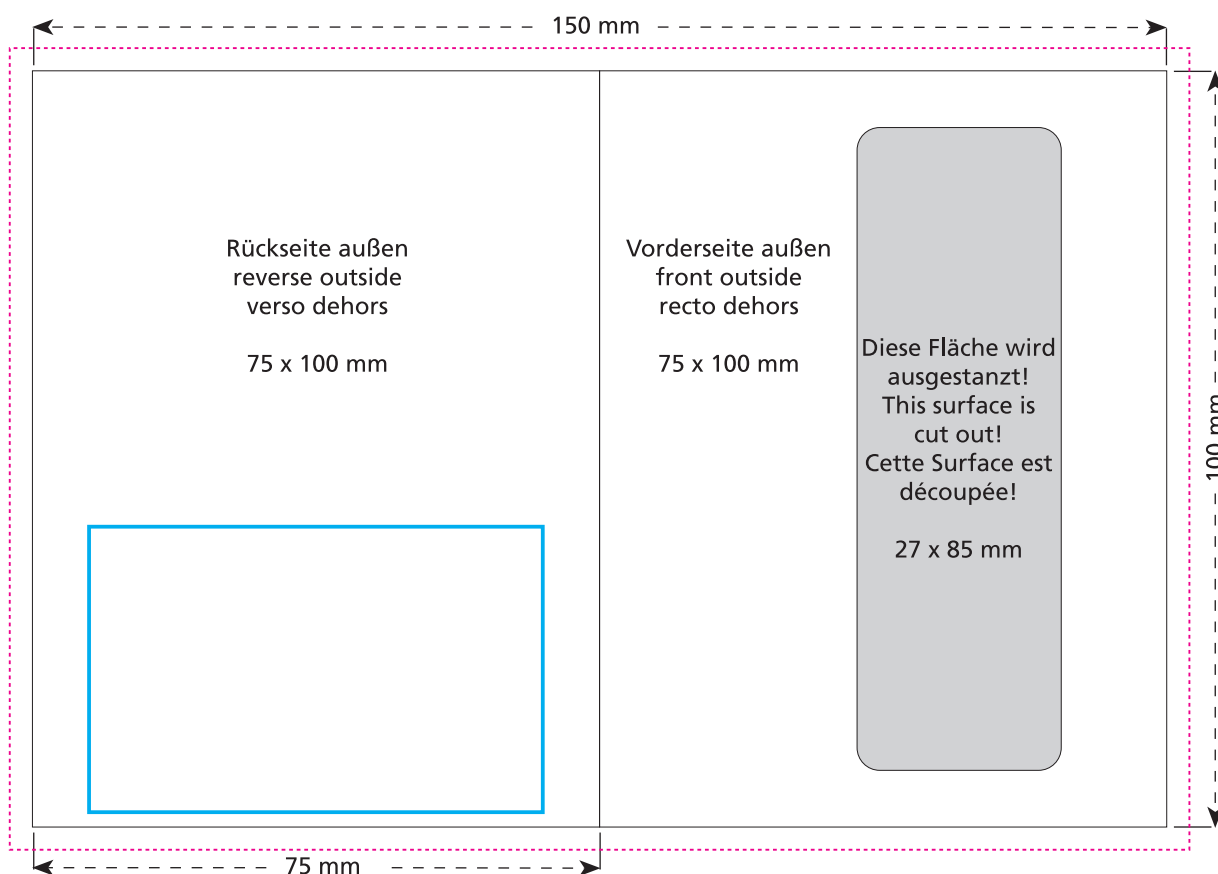 150 mm
Rückseite außen
reverse outside
verso dehors
75 x 100 mm
Vorderseite außen
front outside
recto dehors
75 x 100 mm
Diese Fläche wird
ausgestanzt!
This surface is
cut out!
Cette Surface est
découpée!
27 x 85 mm
100 mm
75 mm